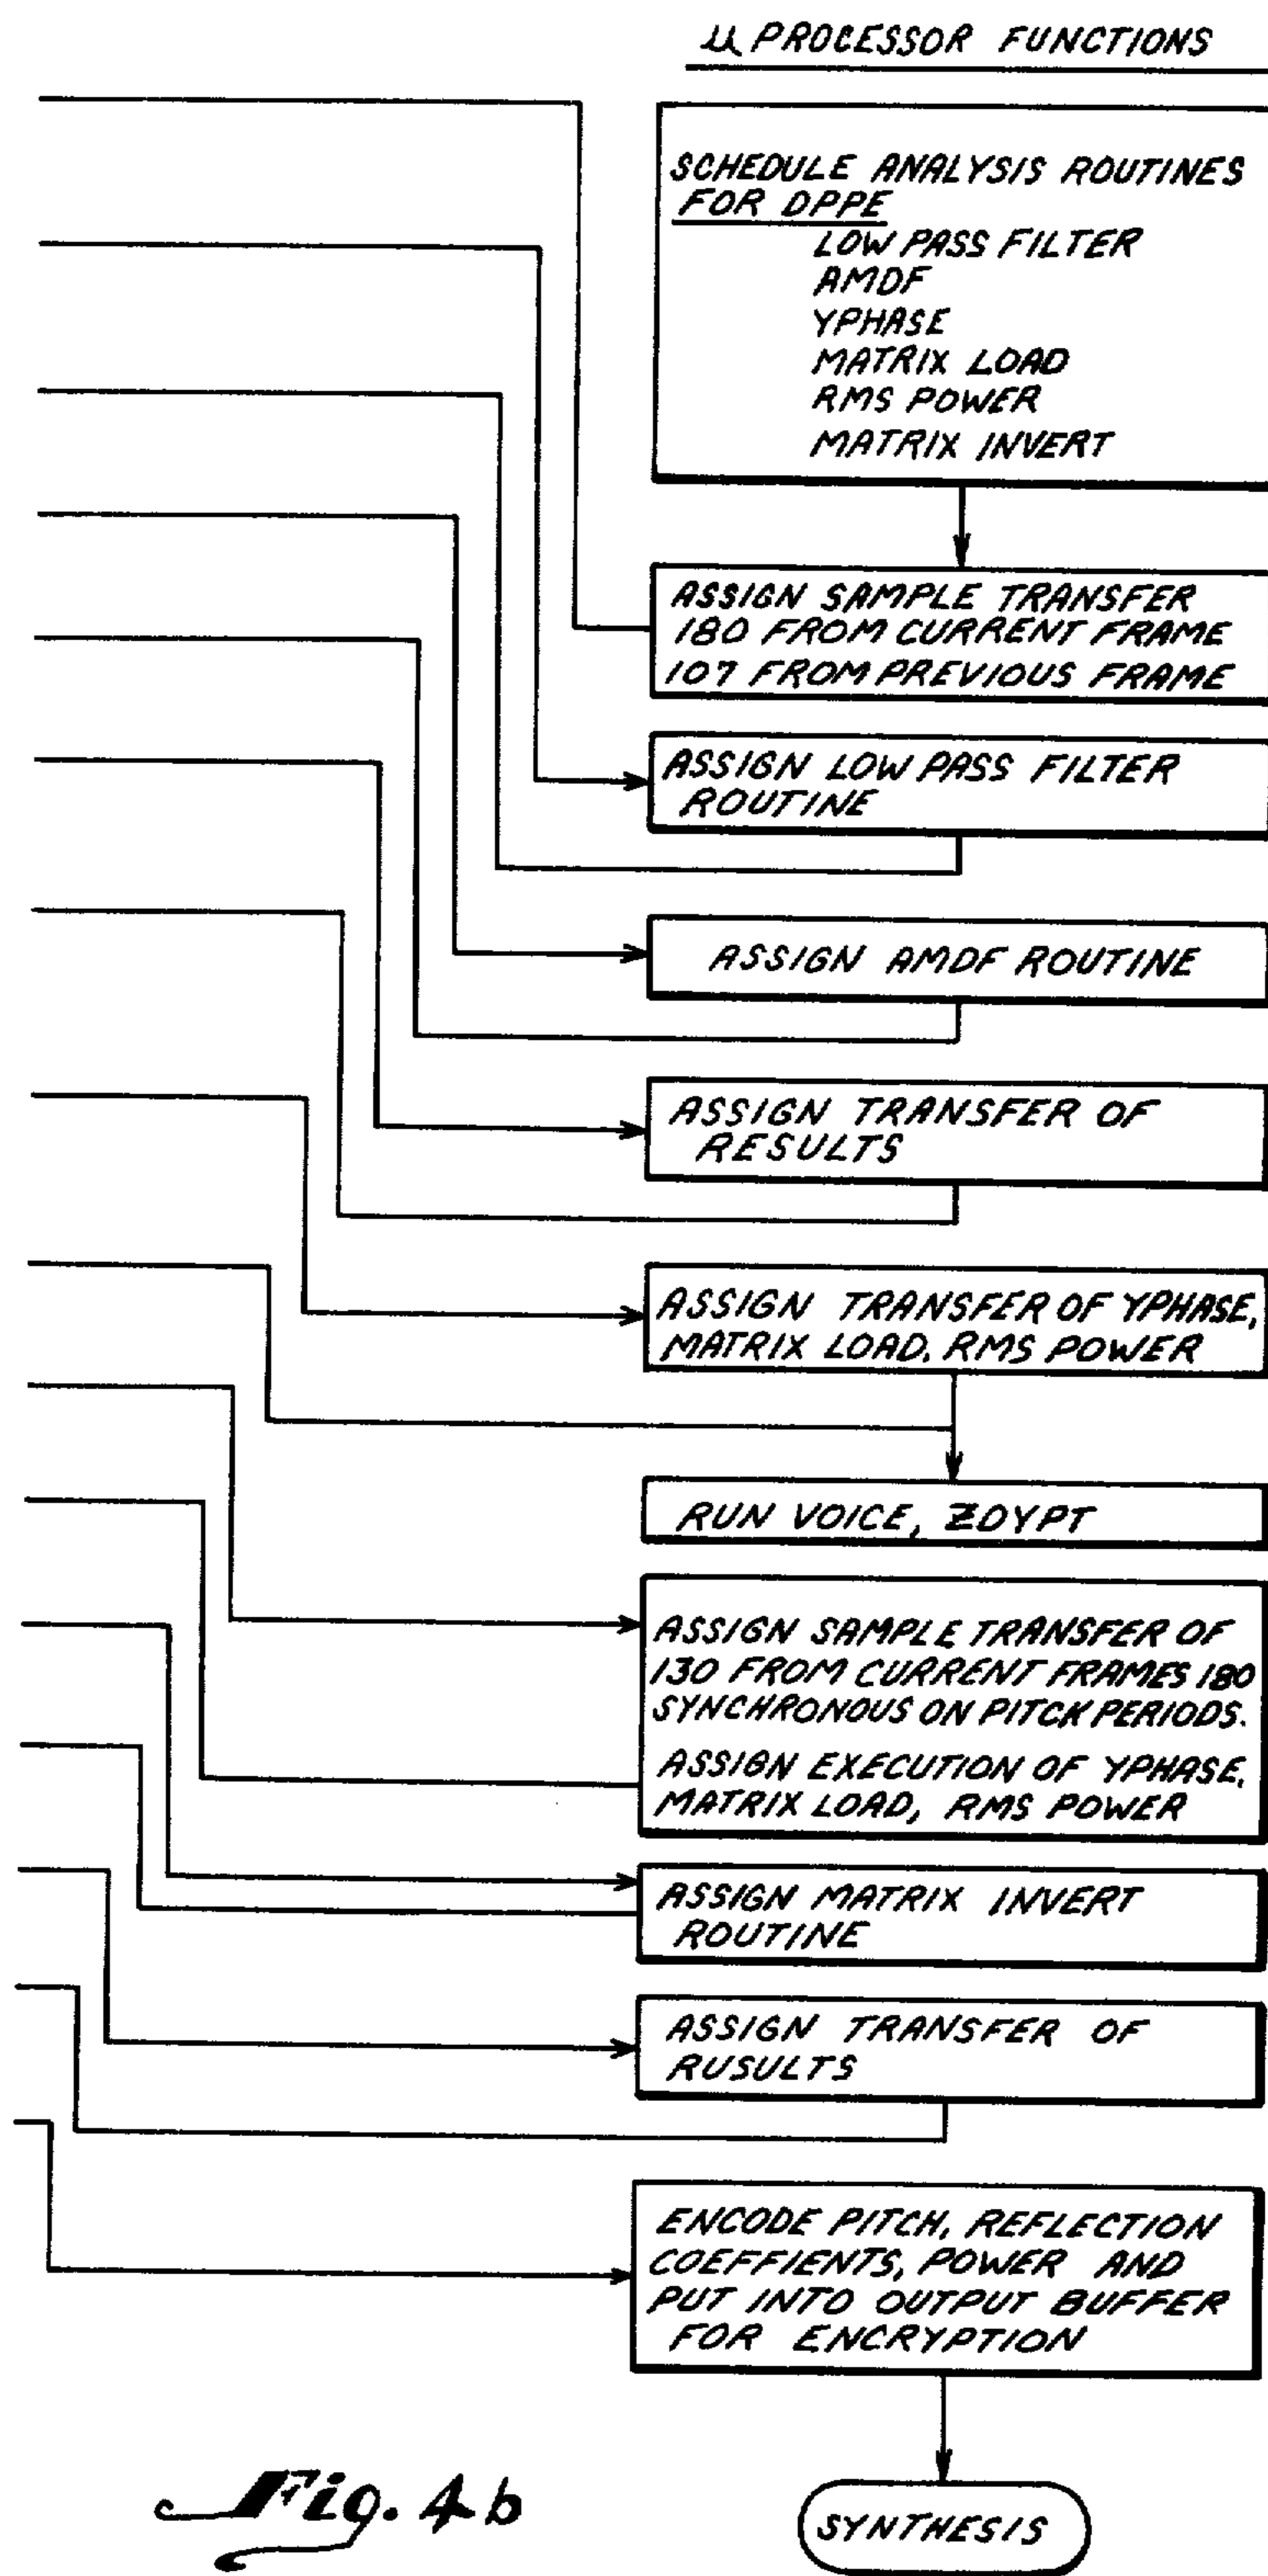 µ PROCESSOR FUNCTIONS
SCHEDULE ANALYSIS ROUTINES
FOR DPPE
LOW PASS FILTER
AMDF
YPHASE
MATRIX LOAD
RMS POWER
MATRIX INVERT
ASSIGN SAMPLE TRANSFER
180 FROM CURRENT FRAME
107 FROM PREVIOUS FRAME
ASSIGN LOW PASS FILTER
ROUTINE
ASSIGN AMDF ROUTINE
ASSIGN TRANSFER OF
RESULTS
ASSIGN TRANSFER OF YPHASE,
MATRIX LOAD, RMS POWER
RUN VOICE, ZDYPT
ASSIGN SAMPLE TRANSFER OF
130 FROM CURRENT FRAMES 180
SYNCHRONOUS ON PITCK PERIODS.
ASSIGN EXECUTION OF YPHASE,
MATRIX LOAD, RMS POWER
ASSIGN MATRIX INVERT
ROUTINE
ASSIGN TRANSFER OF
RUSULTS
ENCODE PITCH, REFLECTION
COEFFIENTS, POWER AND
PUT INTO OUTPUT BUFFER
FOR ENCRYPTION
SYNTHESIS
Fig. 4b